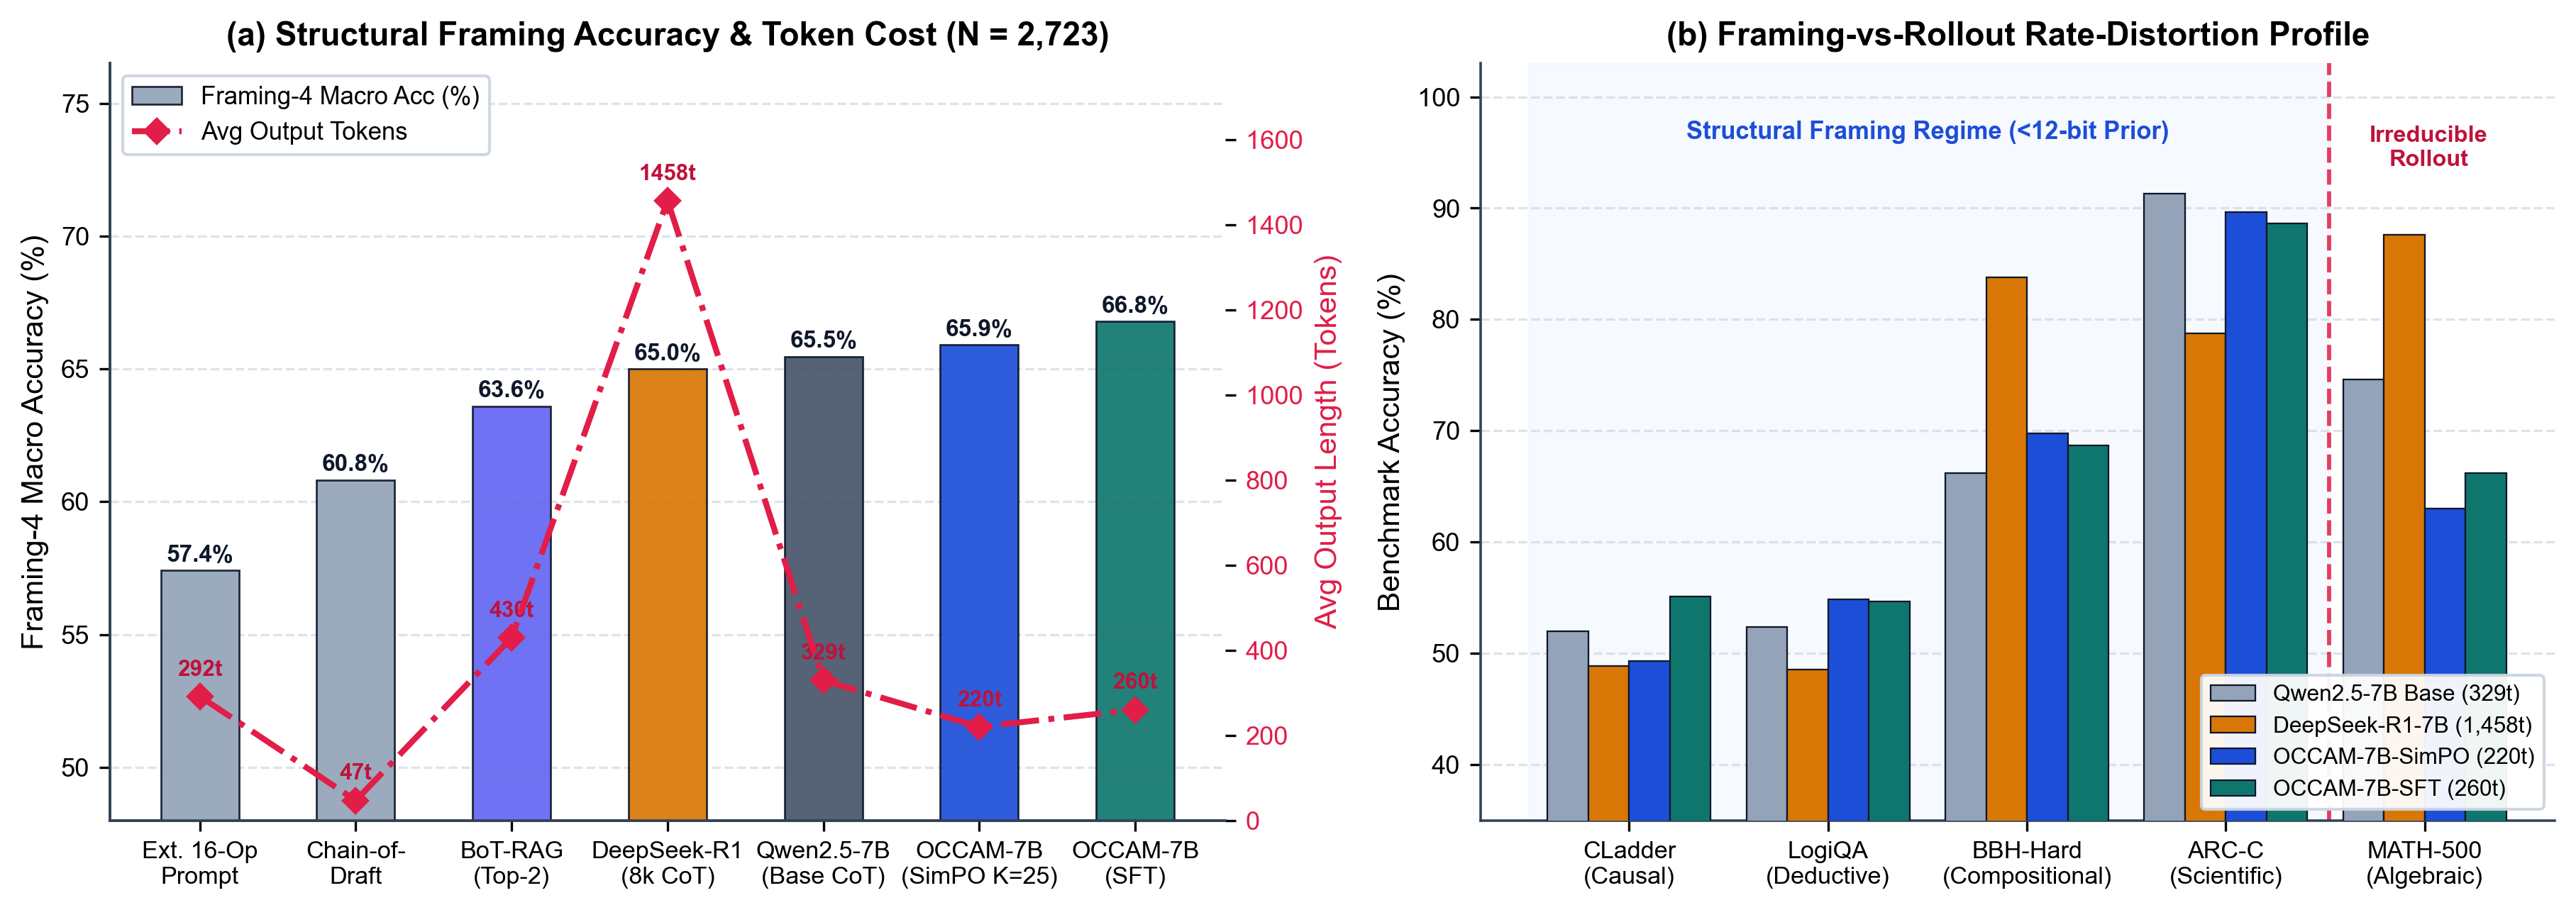 (a) Structural Framing Accuracy & Token Cost (N = 2,723)
Framing-4 Macro Acc (%)
Avg Output Tokens
Framing-4 Macro Accuracy (%)
75
70
65
60
55
50
57.4%
60.8%
63.6%
65.0%
65.5%
65.9%
66.8%
292t
47t
430t
1458t
329t
220t
260t
1600
1400
1200
1000
800
600
400
200
0
Avg Output Length (Tokens)
Ext. 16-Op
Prompt
Chain-of-
Draft
BoT-RAG
(Top-2)
DeepSeek-R1
(8k CoT)
Qwen2.5-7B
(Base CoT)
OCCAM-7B
(SimPO K=25)
OCCAM-7B
(SFT)
(b) Framing-vs-Rollout Rate-Distortion Profile
Benchmark Accuracy (%)
100
90
80
70
60
50
40
Structural Framing Regime (<12-bit Prior)
Irreducible
Rollout
Qwen2.5-7B Base (329t)
DeepSeek-R1-7B (1,458t)
OCCAM-7B-SimPO (220t)
OCCAM-7B-SFT (260t)
CLadder
(Causal)
LogiQA
(Deductive)
BBH-Hard
(Compositional)
ARC-C
(Scientific)
MATH-500
(Algebraic)